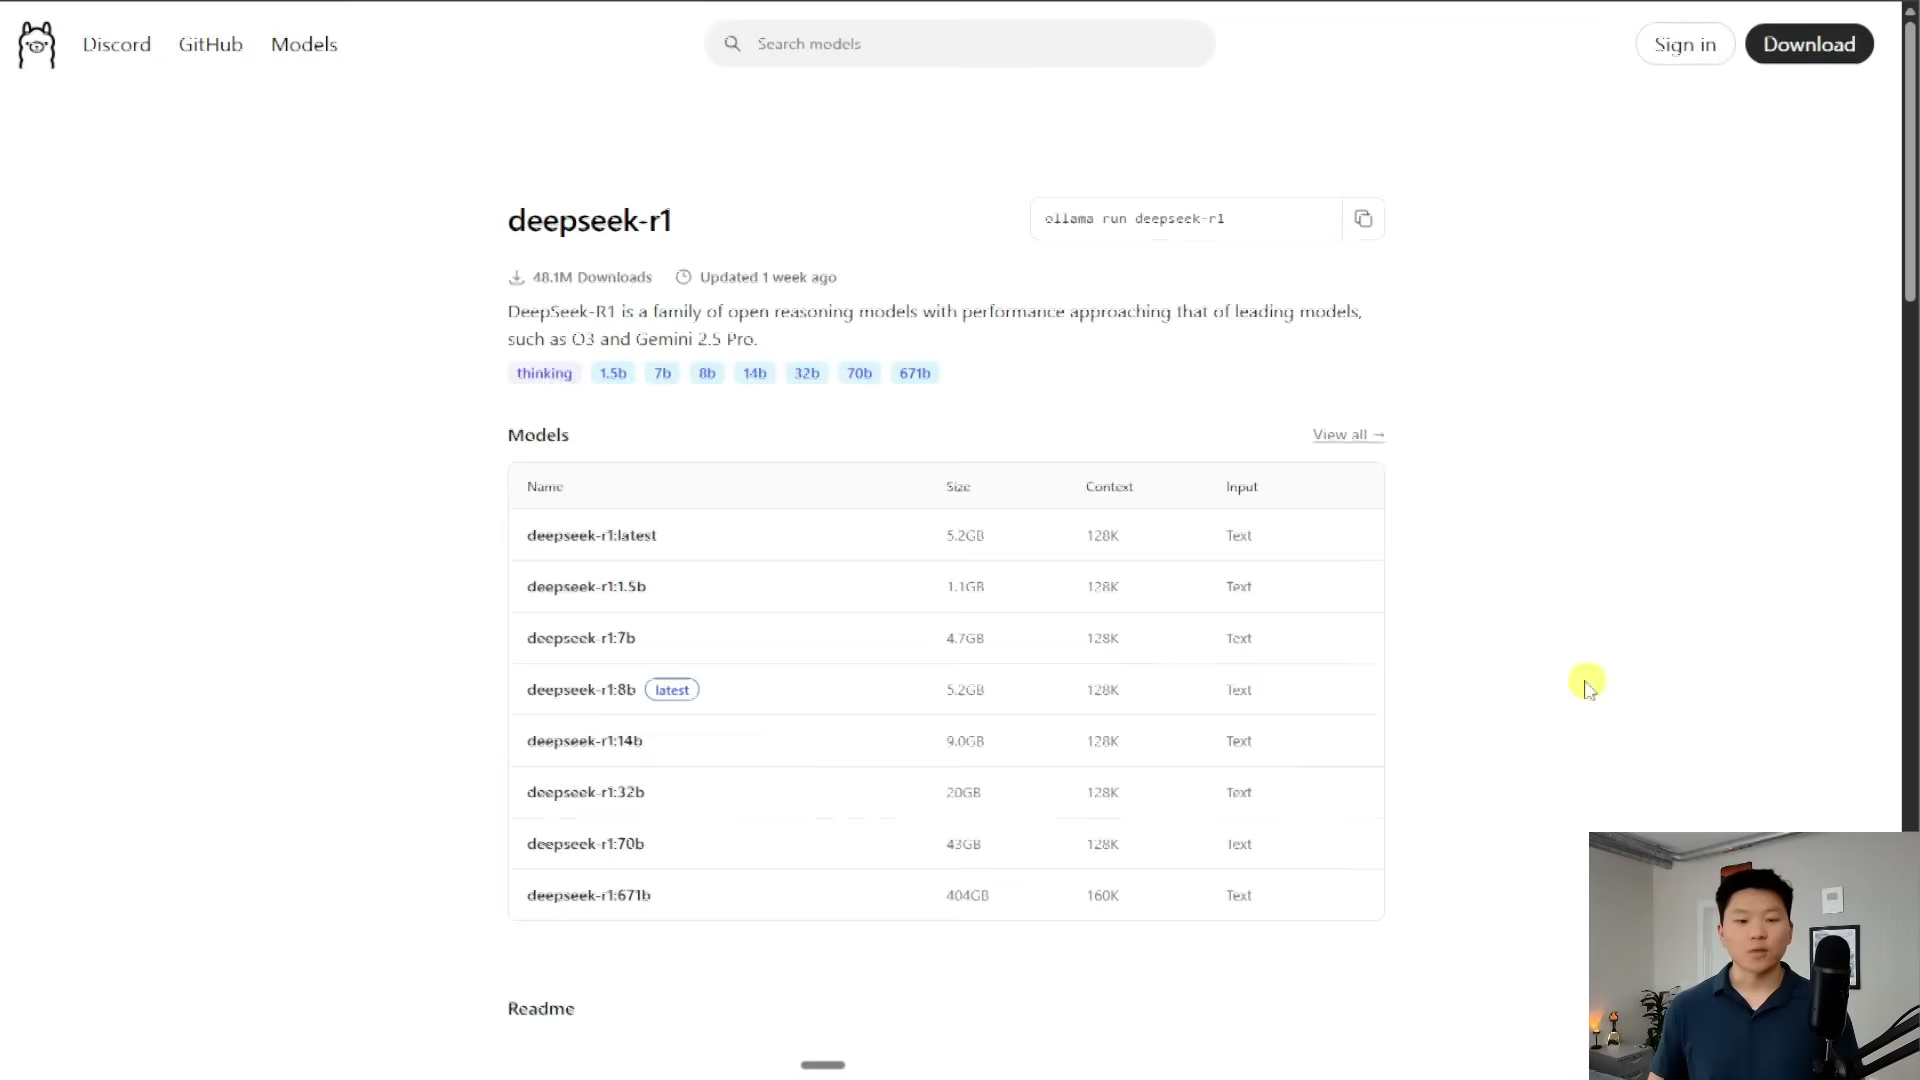 Discord GitHub Models Search models Sign in Download
deepseek-r1
ollama run deepseek-r1
48.1M Downloads Updated 1 week ago
DeepSeek-R1 is a family of open reasoning models with performance approaching that of leading models,
such as O3 and Gemini 2.5 Pro.
thinking 1.5b 7b 8b 14b 32b 70b 671b
Models View all →
Name Size Context Input
deepseek-r1:latest 5.2GB 128K Text
deepseek-r1:1.5b 1.1GB 128K Text
deepseek-r1:7b 4.7GB 128K Text
deepseek-r1:8b latest 5.2GB 128K Text
deepseek-r1:14b 9.0GB 128K Text
deepseek-r1:32b 20GB 128K Text
deepseek-r1:70b 43GB 128K Text
deepseek-r1:671b 404GB 160K Text
Readme